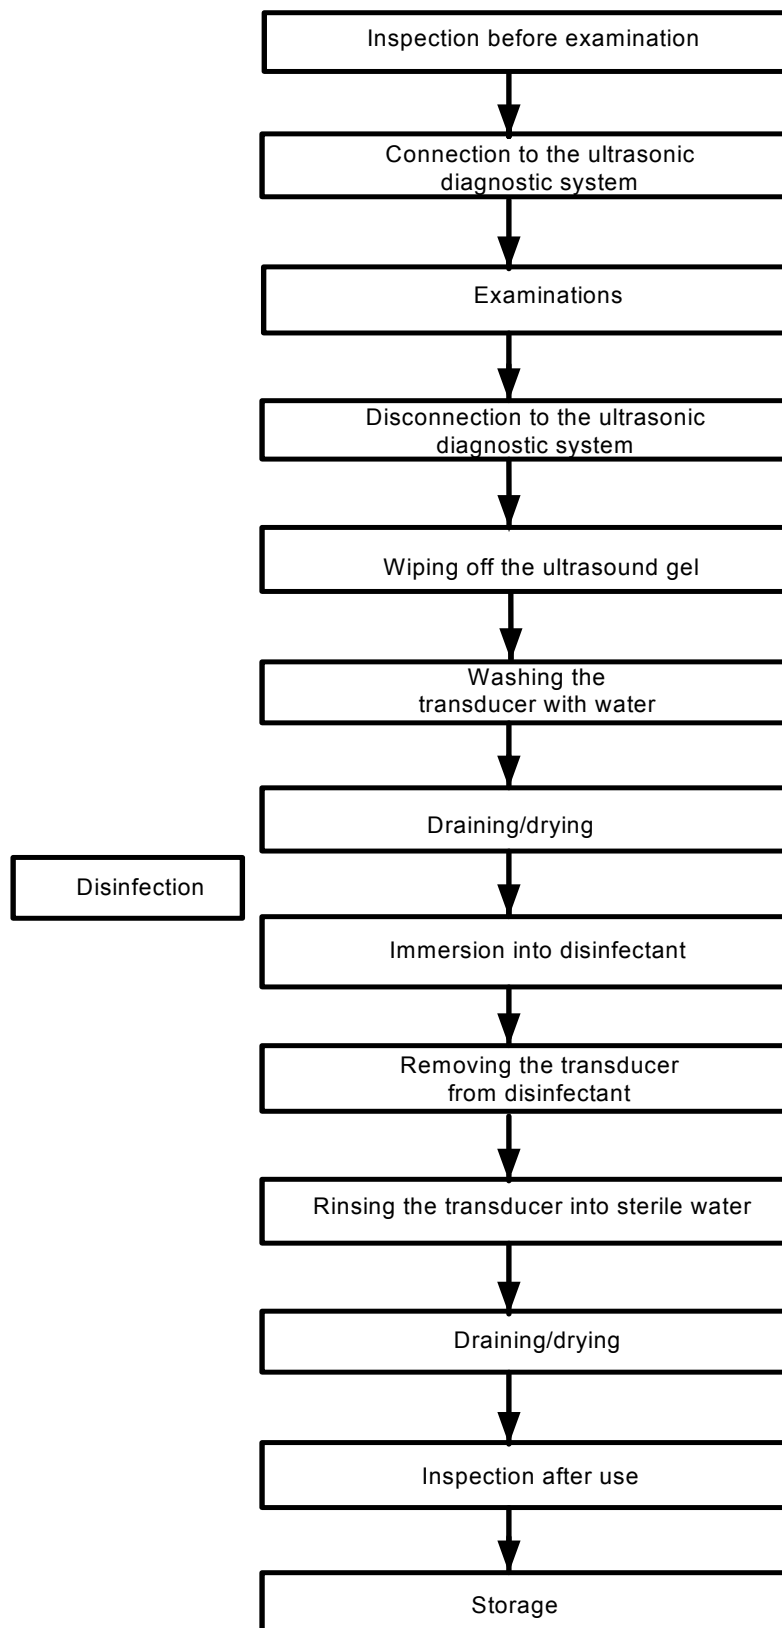 Inspection before examination
Connection to the ultrasonic
diagnostic system
Examinations
Disconnection to the ultrasonic
diagnostic system
Wiping off the ultrasound gel
Washing the
transducer with water
Draining/drying
Disinfection
Immersion into disinfectant
Removing the transducer
from disinfectant
Rinsing the transducer into sterile water
Draining/drying
Inspection after use
Storage